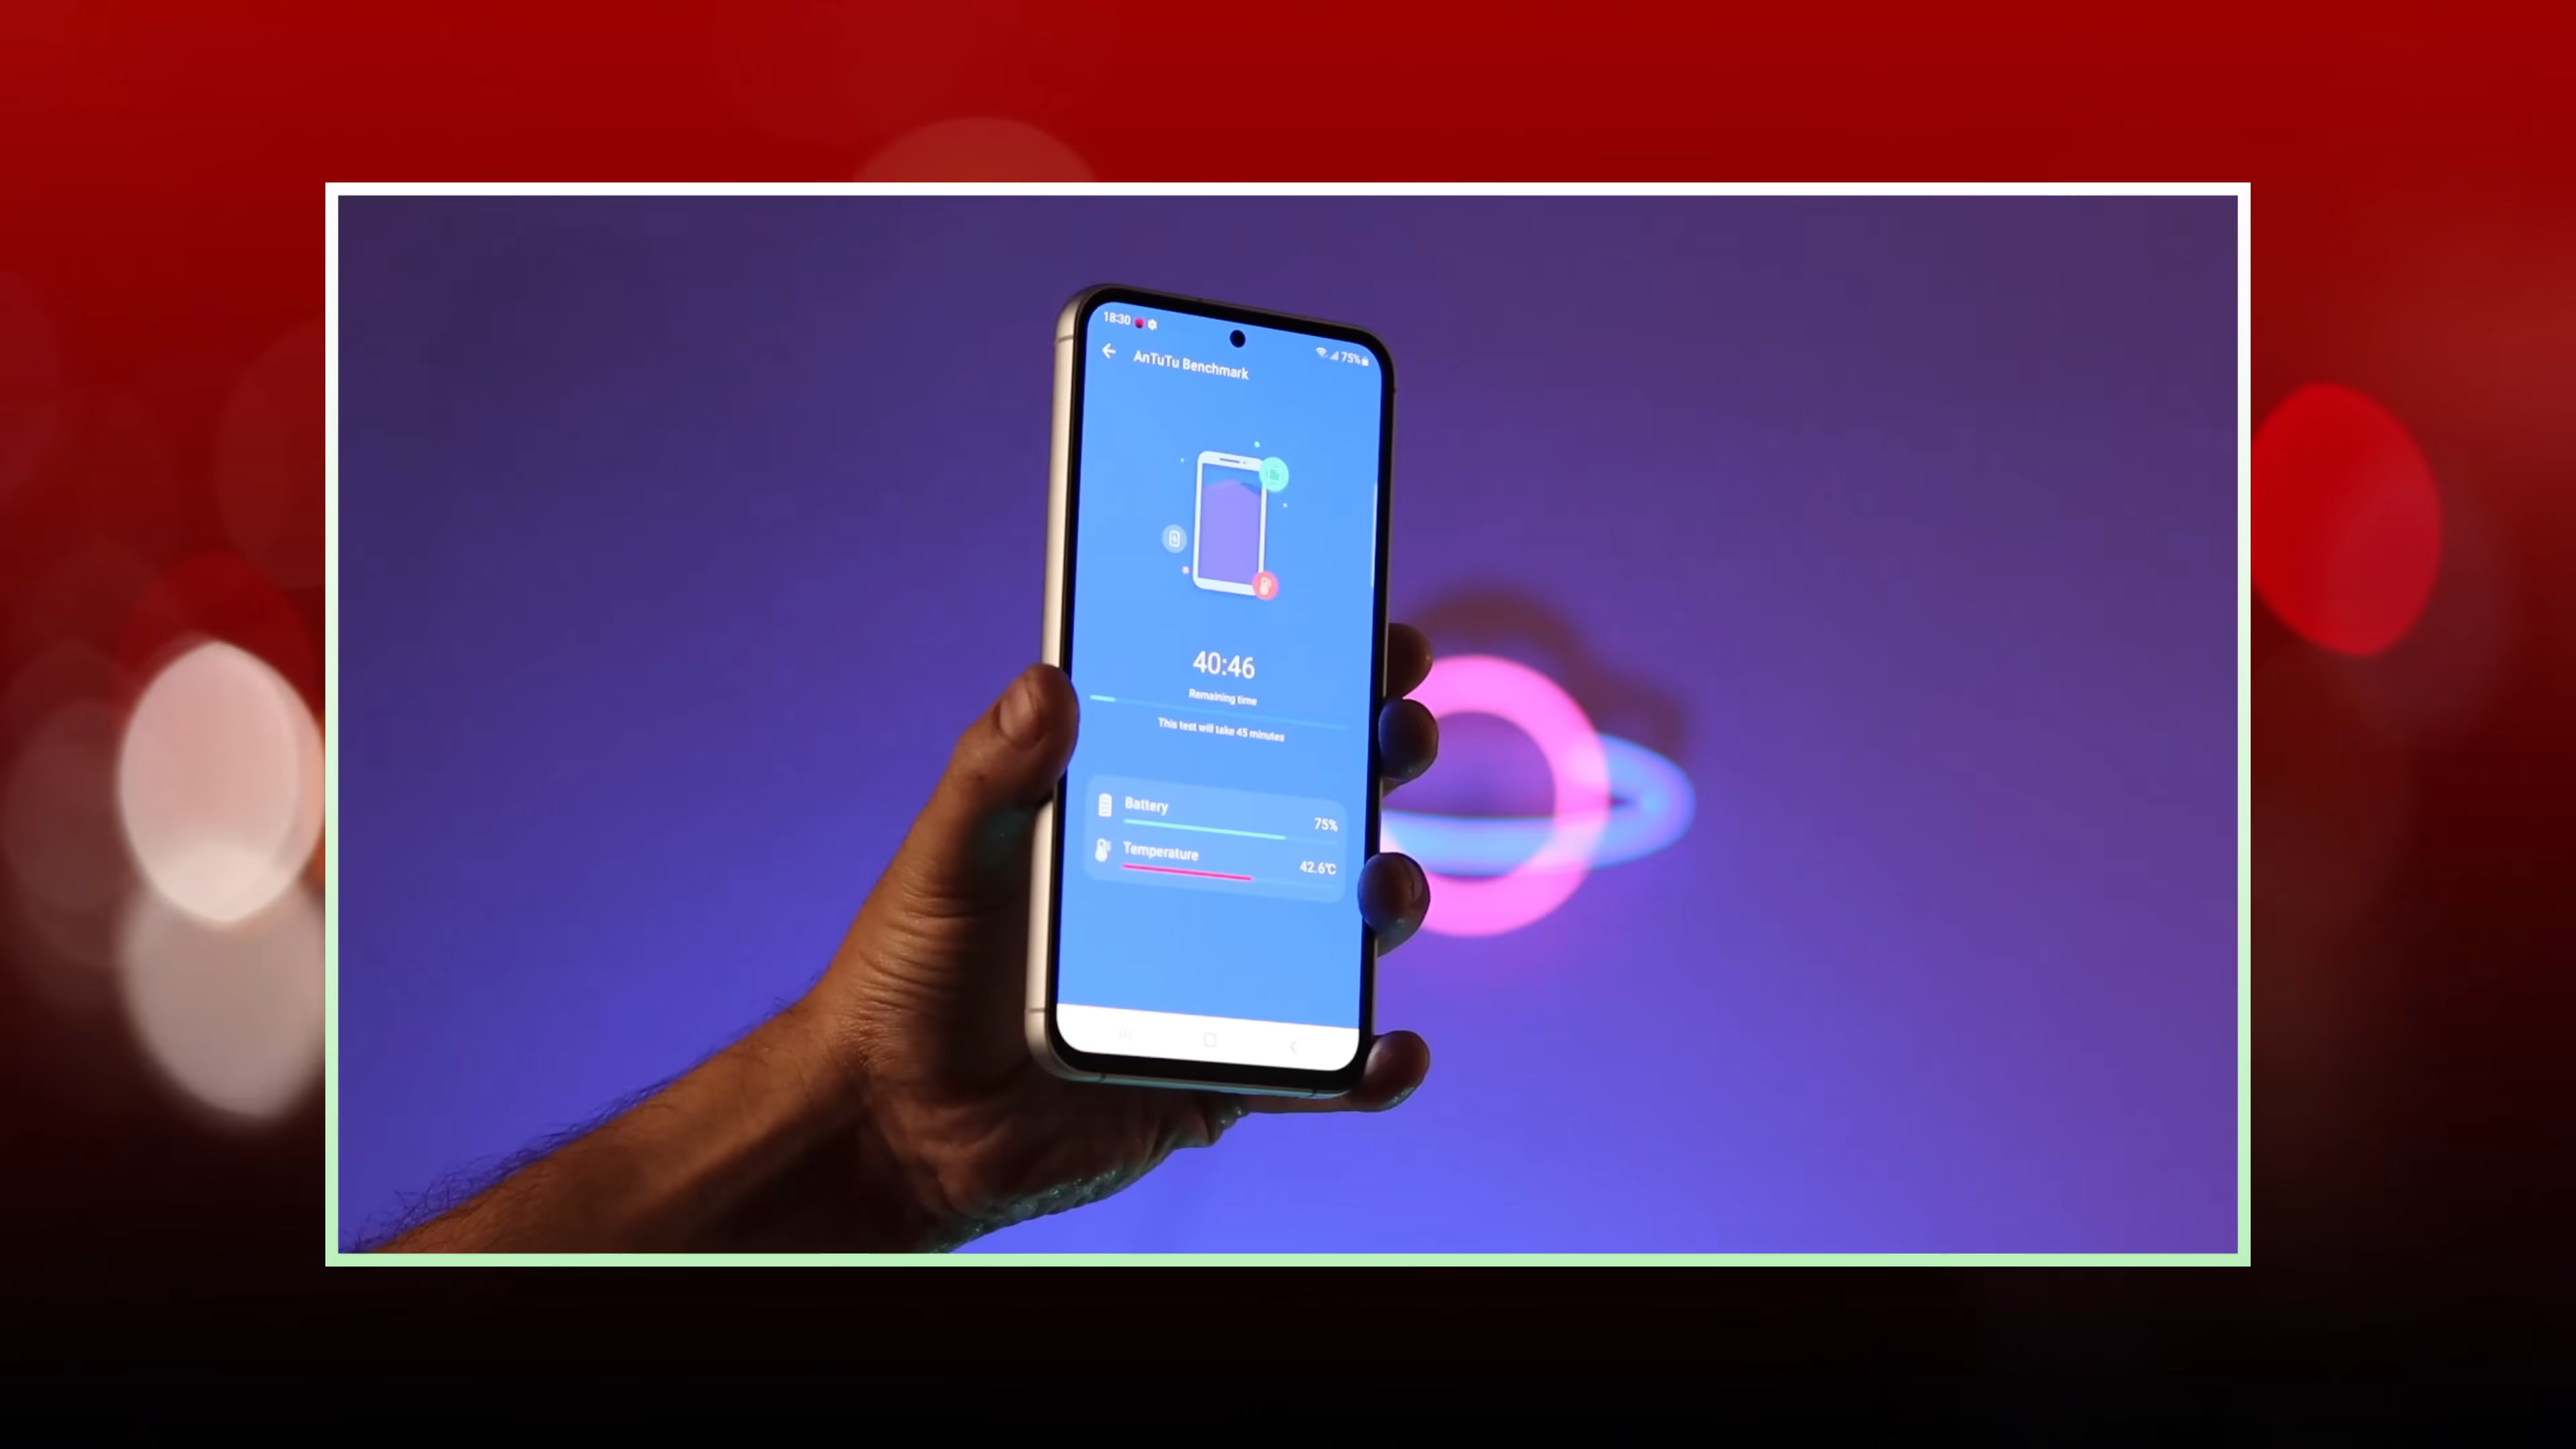 18:30
75%
AnTuTu Benchmark
40:46
Remaining time
This test will take 45 minutes
Battery
75%
Temperature
42.6℃